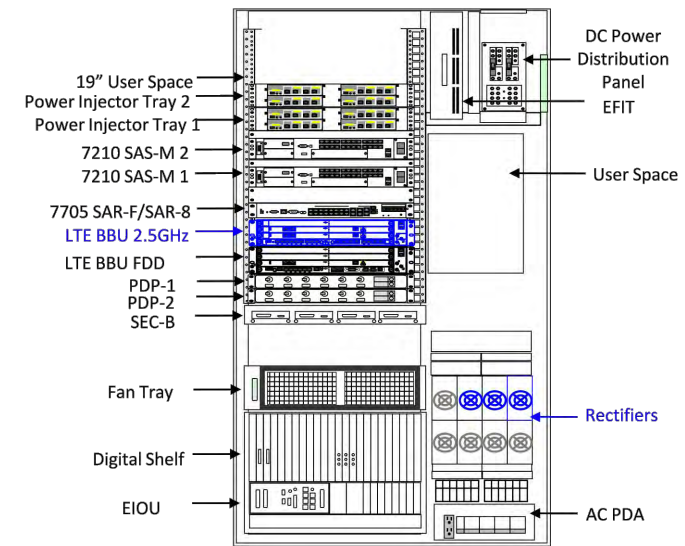 DC Power
Distribution
Panel
EFIT
19” User Space
Power Injector Tray 2
Power Injector Tray 1
7210 SAS-M 2
7210 SAS-M 1
User Space
7705 SAR-F/SAR-8
LTE BBU 2.5GHz
LTE BBU FDD
PDP-1
PDP-2
SEC-B
Fan Tray
Rectifiers
Digital Shelf
EIOU
AC PDA